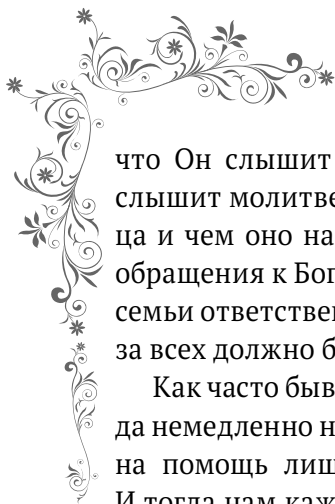 что Он слышит
слышит молитве
ца и чем оно на
обращения к Бог
семьи ответствен
за всех должно б
Как часто быв
да немедленно н
на помощь лиш
И тогда нам каж